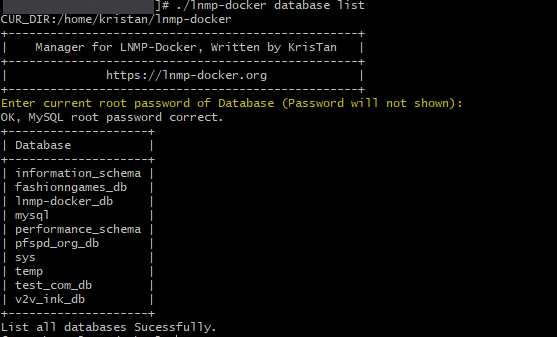 ]# ./lnmp-docker database list
CUR_DIR:/home/kristan/lnmp-docker
+------------------------------------------+
| Manager for LNMP-Docker, Written by KrisTan |
+------------------------------------------+
| https://lnmp-docker.org |
+------------------------------------------+
Enter current root password of Database (Password will not shown):
OK, MySQL root password correct.
+--------------------+
| Database |
+--------------------+
| information_schema |
| fashionngames_db |
| lnmp-docker_db |
| mysql |
| performance_schema |
| pfspd_org_db |
| sys |
| temp |
| test_com_db |
| v2v_ink_db |
+--------------------+
List all databases Sucessfully.